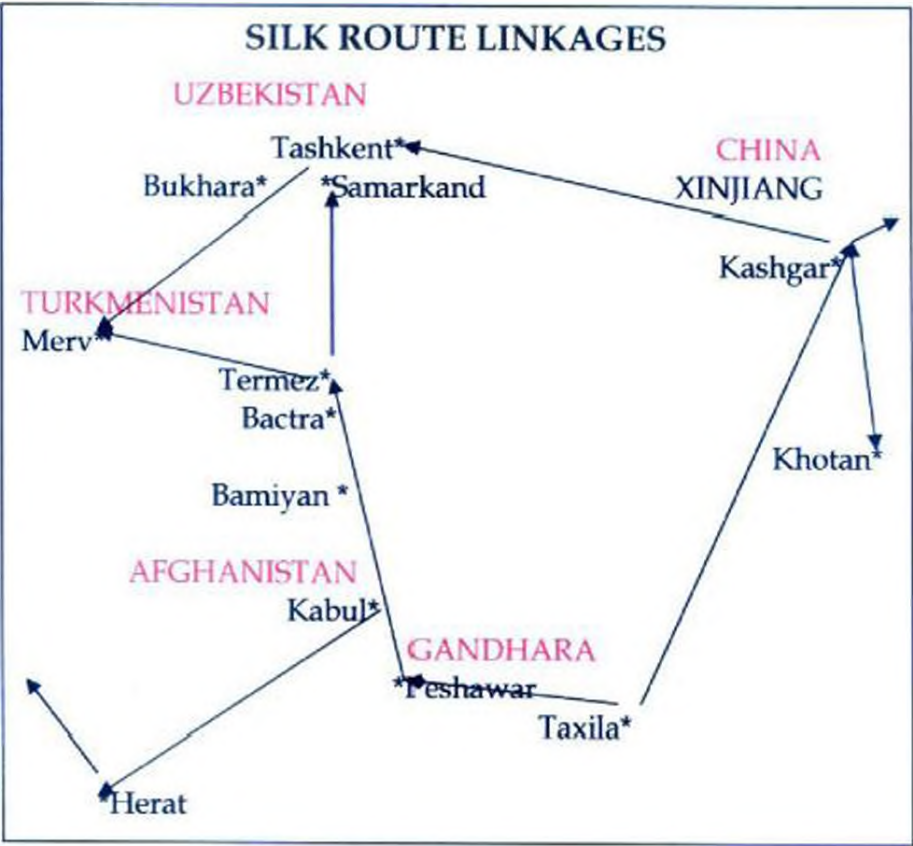 SILK ROUTE LINKAGES
UZBEKISTAN
Tashkent*
CHINA
Bukhara*
*Samarkand
XINJIANG
Kashgar*
TURKMENISTAN
Merv*
Termez*
Bactra*
Khotan*
Bamiyan *
AFGHANISTAN
Kabul*
GANDHARA
*Peshawar
Taxila*
*Herat